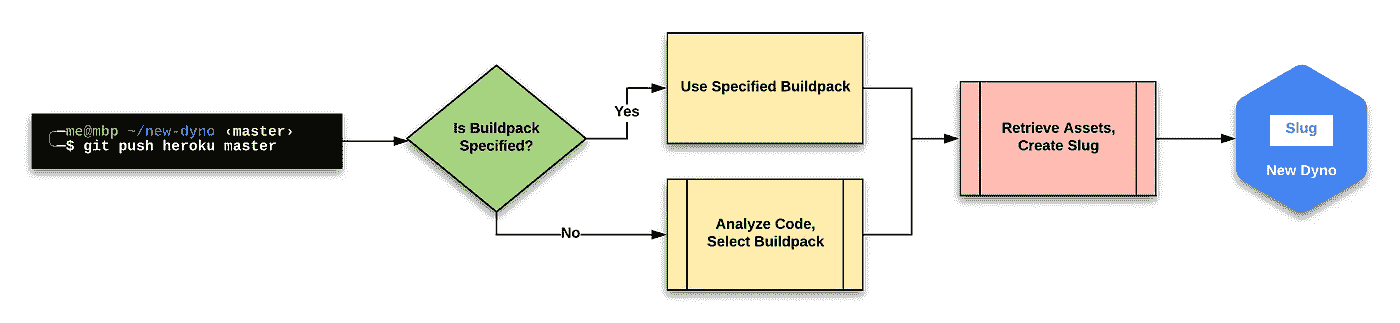 me@mbp ~/new-dyno ‹master›
$ git push heroku master
Is Buildpack
Specified?
Yes
No
Use Specified Buildpack
Analyze Code,
Select Buildpack
Retrieve Assets,
Create Slug
Slug
New Dyno